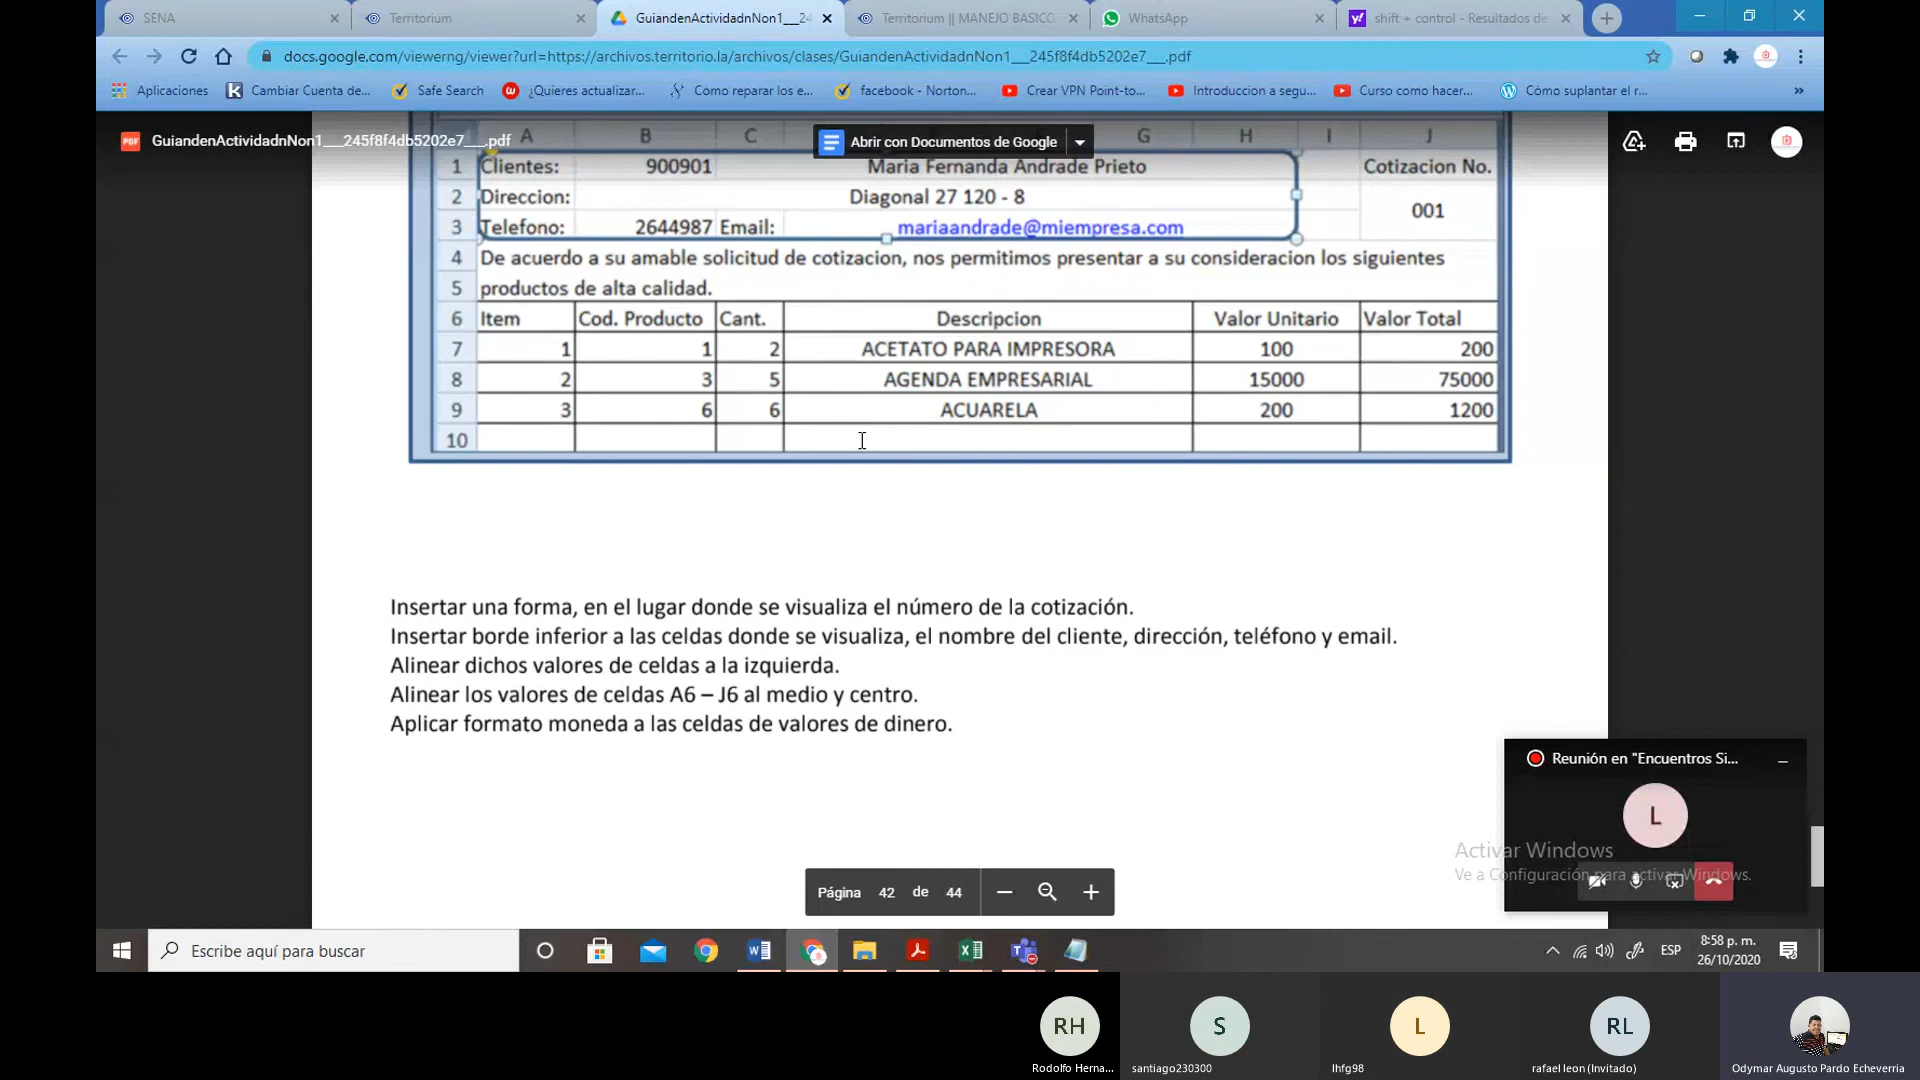 SENA
Territorium
GuiandenActividadnNon1___24
Territorium || MANEJO BASICO
WhatsApp
shift + control - Resultados de
docs.google.com/viewerng/viewer?url=https://archivos.territorio.la/archivos/clases/GuiandenActividadnNon1___245f8f4db5202e7___.pdf
Aplicaciones
Cambiar Cuenta de...
Safe Search
¿Quieres actualizar...
Como reparar los e...
facebook - Norton...
Crear VPN Point-to...
Introduccion a segu...
Curso como hacer...
Cómo suplantar el r...
»
PDF GuiandenActividadnNon1___245f8f4db5202e7___.pdf
Abrir con Documentos de Google
A B C G H I J
1 Clientes: 900901 Maria Fernanda Andrade Prieto Cotizacion No.
2 Direccion: Diagonal 27 120 - 8 001
3 Telefono: 2644987 Email: mariaandrade@miempresa.com
4 De acuerdo a su amable solicitud de cotizacion, nos permitimos presentar a su consideracion los siguientes
5 productos de alta calidad.
6 Item Cod. Producto Cant. Descripcion Valor Unitario Valor Total
7 1 1 2 ACETATO PARA IMPRESORA 100 200
8 2 3 5 AGENDA EMPRESARIAL 15000 75000
9 3 6 6 ACUARELA 200 1200
10
Insertar una forma, en el lugar donde se visualiza el número de la cotización.
Insertar borde inferior a las celdas donde se visualiza, el nombre del cliente, dirección, teléfono y email.
Alinear dichos valores de celdas a la izquierda.
Alinear los valores de celdas A6 – J6 al medio y centro.
Aplicar formato moneda a las celdas de valores de dinero.
Reunión en "Encuentros Si...
L
Activar Windows
Ve a Configuración para activar Windows.
Página 42 de 44
Escribe aquí para buscar
ESP
8:58 p. m.
26/10/2020
RH
S
L
RL
Rodolfo Herna...
santiago230300
lhfg98
rafael leon (Invitado)
Odymar Augusto Pardo Echeverria